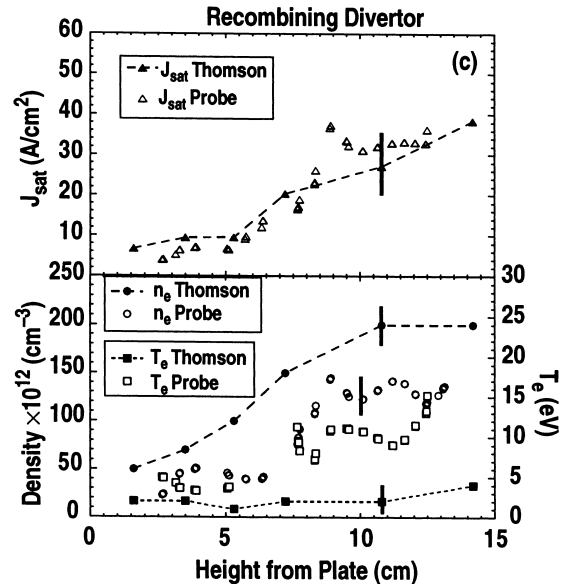 Recombining Divertor
60
50
40
30
20
10
J_sat (A/cm²)
(c)
J_sat Thomson
J_sat Probe
250
200
150
100
50
0
Density ×10¹² (cm⁻³)
n_e Thomson
n_e Probe
T_e Thomson
T_e Probe
30
25
20
15
10
5
0
T_e (eV)
0 5 10 15
Height from Plate (cm)